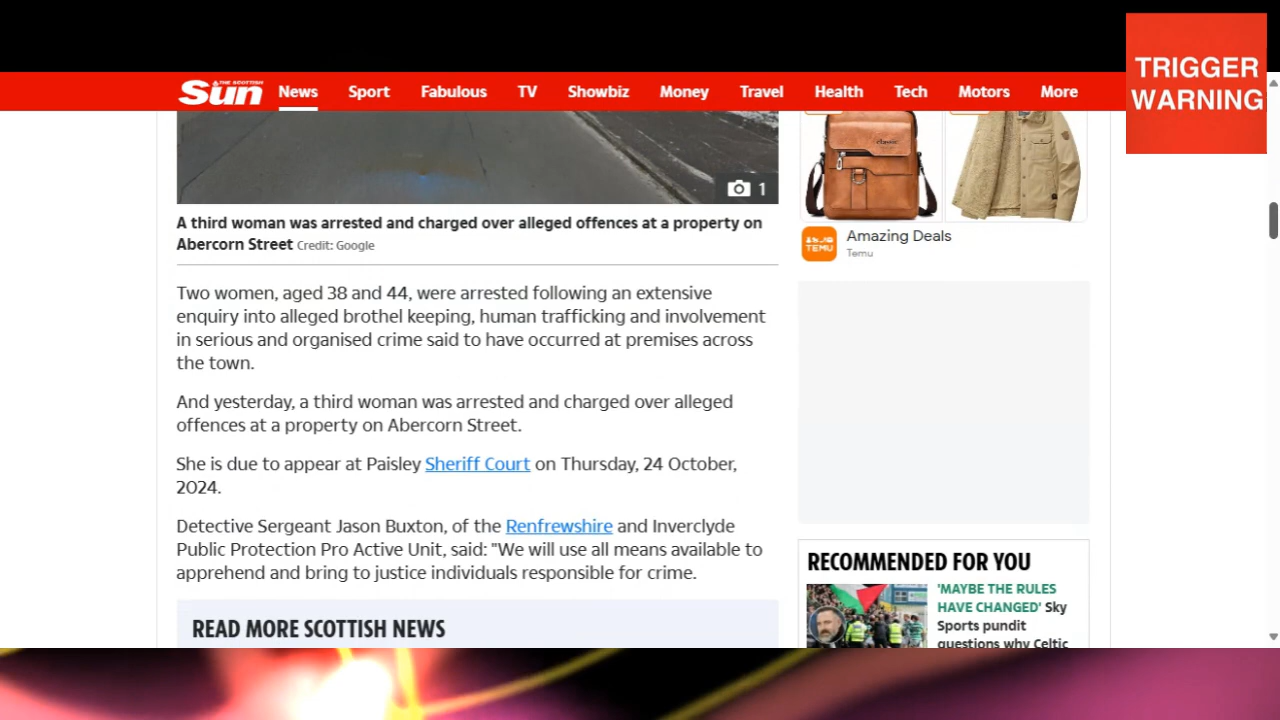 TRIGGER
WARNING
THE SCOTTISH
Sun
News
Sport
Fabulous
TV
Showbiz
Money
Travel
Health
Tech
Motors
More
1
classic
A third woman was arrested and charged over alleged offences at a property on
Abercorn Street Credit: Google
TEMU
Amazing Deals
Temu
Two women, aged 38 and 44, were arrested following an extensive
enquiry into alleged brothel keeping, human trafficking and involvement
in serious and organised crime said to have occurred at premises across
the town.
And yesterday, a third woman was arrested and charged over alleged
offences at a property on Abercorn Street.
She is due to appear at Paisley Sheriff Court on Thursday, 24 October,
2024.
Detective Sergeant Jason Buxton, of the Renfrewshire and Inverclyde
Public Protection Pro Active Unit, said: "We will use all means available to
apprehend and bring to justice individuals responsible for crime.
READ MORE SCOTTISH NEWS
RECOMMENDED FOR YOU
'MAYBE THE RULES
HAVE CHANGED' Sky
Sports pundit
questions why Celtic